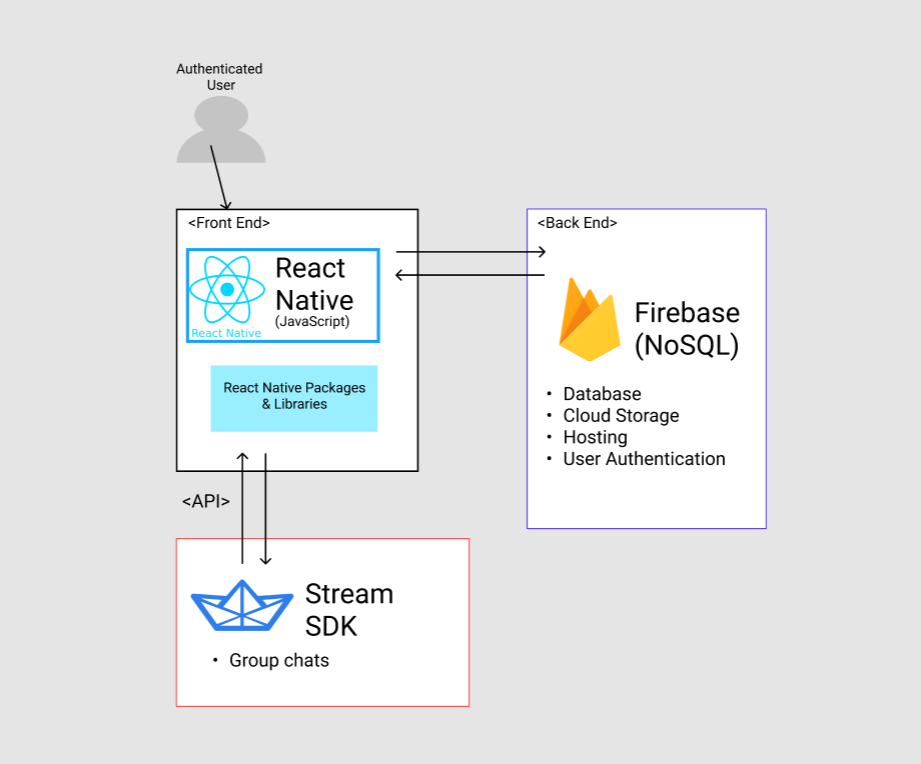 Authenticated
User
<Front End>
React
Native
(JavaScript)
React Native
React Native Packages
& Libraries
<Back End>
Firebase
(NoSQL)
• Database
• Cloud Storage
• Hosting
• User Authentication
<API>
Stream
SDK
• Group chats